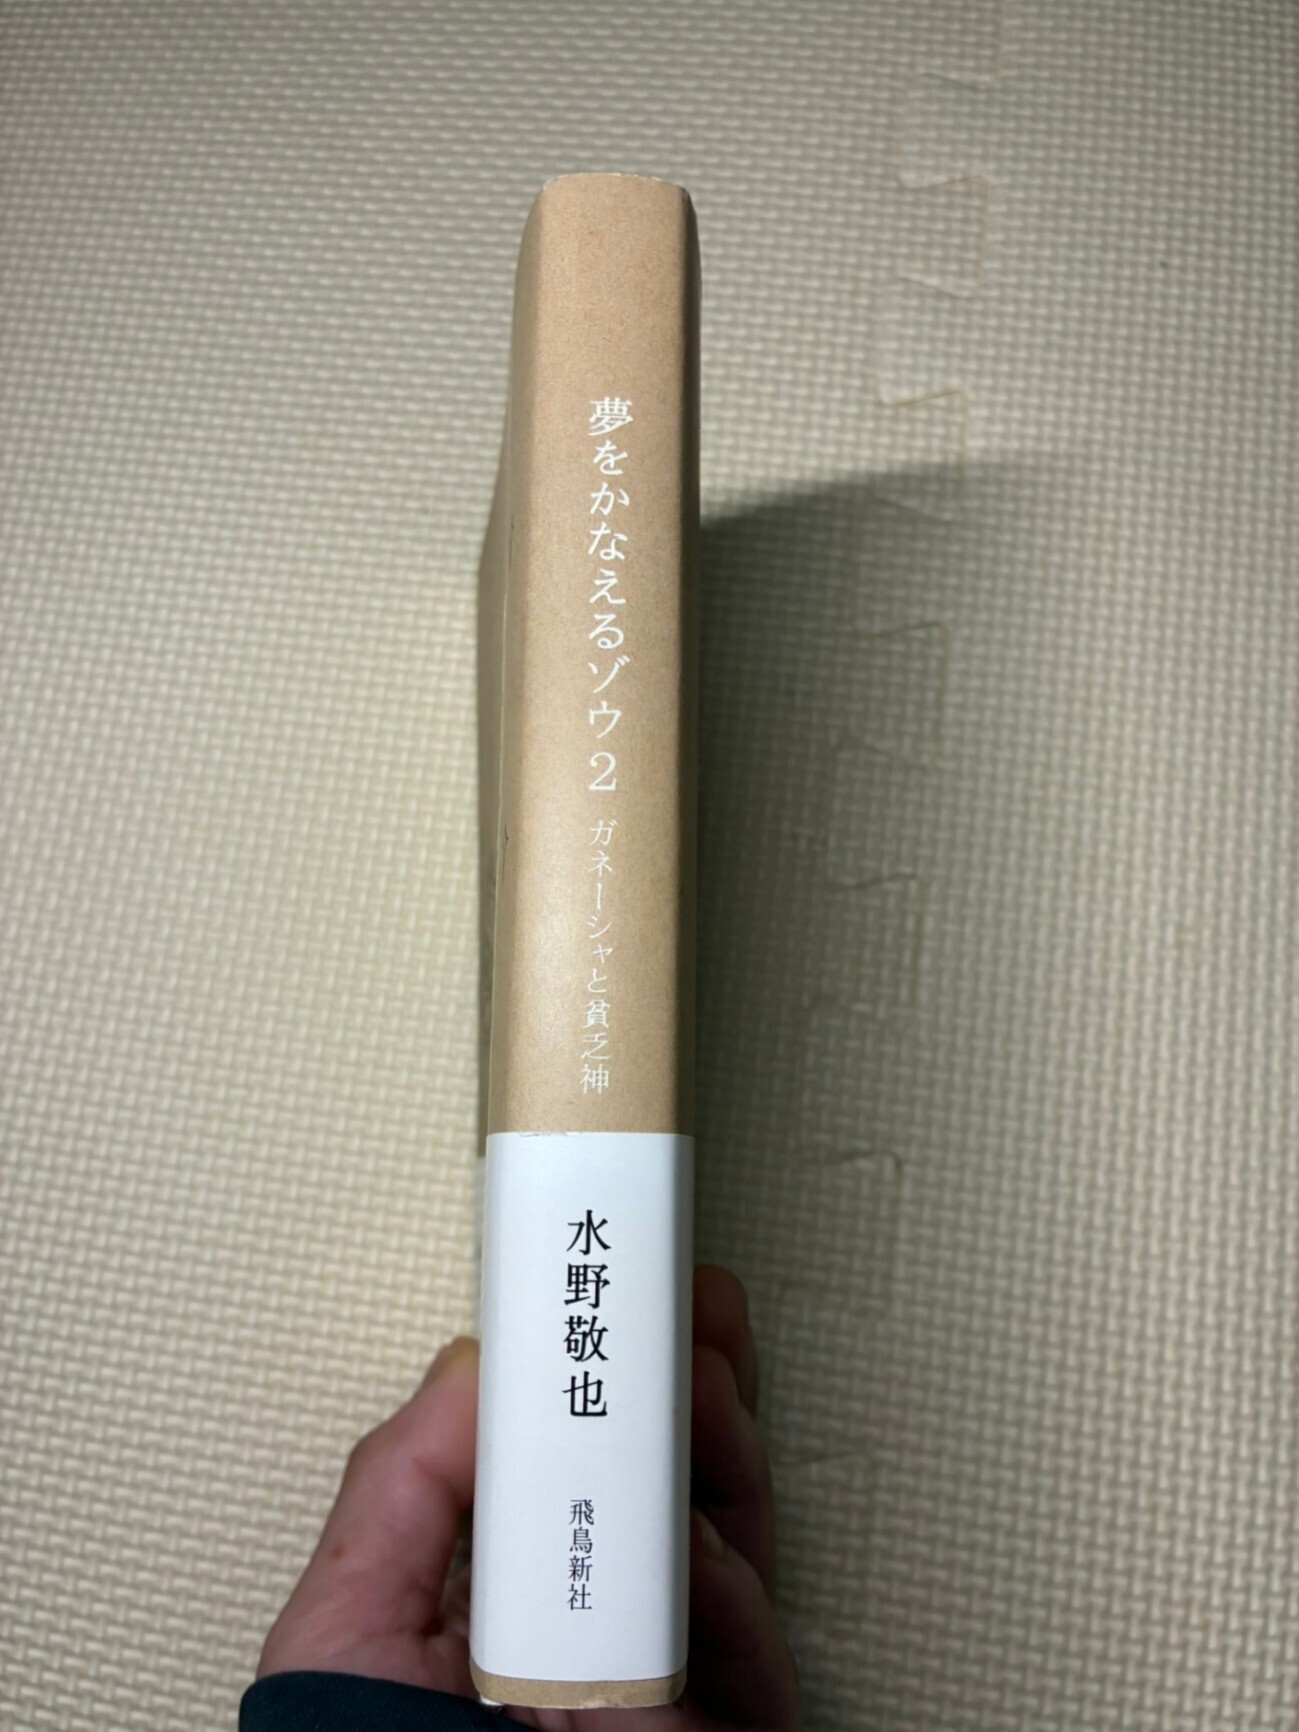 夢をかなえるゾウ2 ガネーシャと貧乏神
水野敬也
飛鳥新社